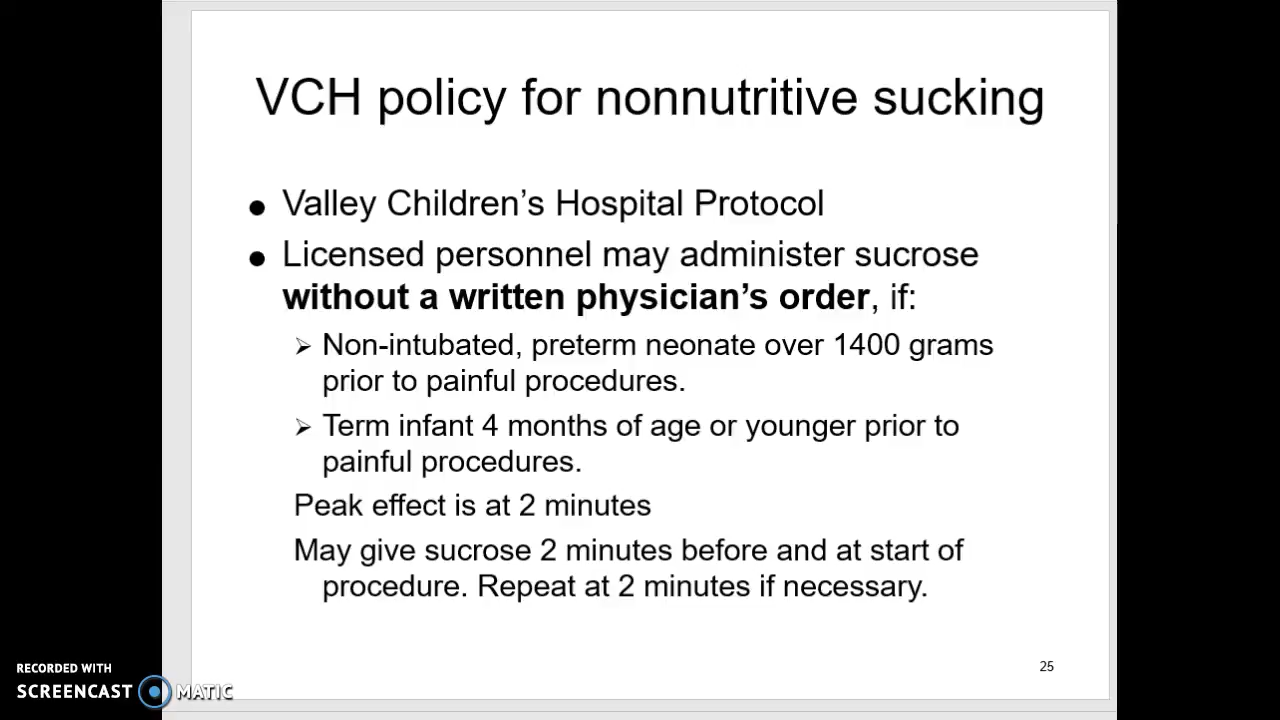 VCH policy for nonnutritive sucking
● Valley Children’s Hospital Protocol
● Licensed personnel may administer sucrose
without a written physician’s order, if:
➢ Non-intubated, preterm neonate over 1400 grams
prior to painful procedures.
➢ Term infant 4 months of age or younger prior to
painful procedures.
Peak effect is at 2 minutes
May give sucrose 2 minutes before and at start of
procedure. Repeat at 2 minutes if necessary.
25
RECORDED WITH
SCREENCAST MATIC